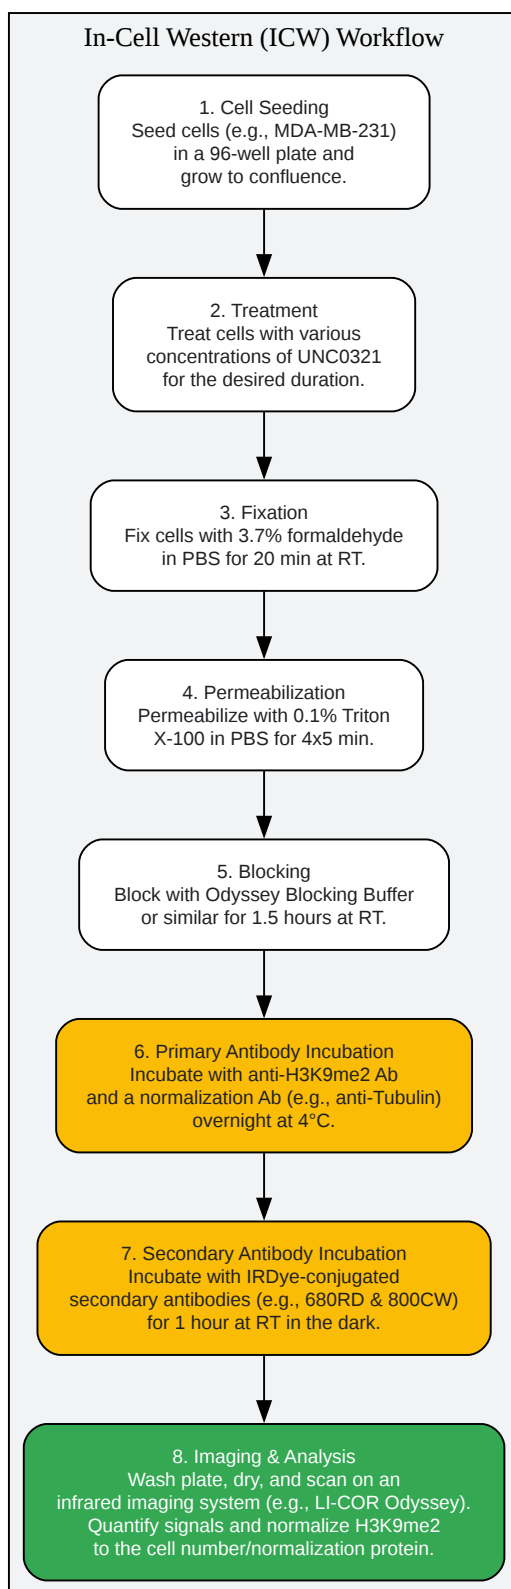 In-Cell Western (ICW) Workflow
1. Cell Seeding
Seed cells (e.g., MDA-MB-231)
in a 96-well plate and
grow to confluence.
2. Treatment
Treat cells with various
concentrations of UNC0321
for the desired duration.
3. Fixation
Fix cells with 3.7% formaldehyde
in PBS for 20 min at RT.
4. Permeabilization
Permeabilize with 0.1% Triton
X-100 in PBS for 4x5 min.
5. Blocking
Block with Odyssey Blocking Buffer
or similar for 1.5 hours at RT.
6. Primary Antibody Incubation
Incubate with anti-H3K9me2 Ab
and a normalization Ab (e.g., anti-Tubulin)
overnight at 4°C.
7. Secondary Antibody Incubation
Incubate with IRDye-conjugated
secondary antibodies (e.g., 680RD & 800CW)
for 1 hour at RT in the dark.
8. Imaging & Analysis
Wash plate, dry, and scan on an
infrared imaging system (e.g., LI-COR Odyssey).
Quantify signals and normalize H3K9me2
to the cell number/normalization protein.